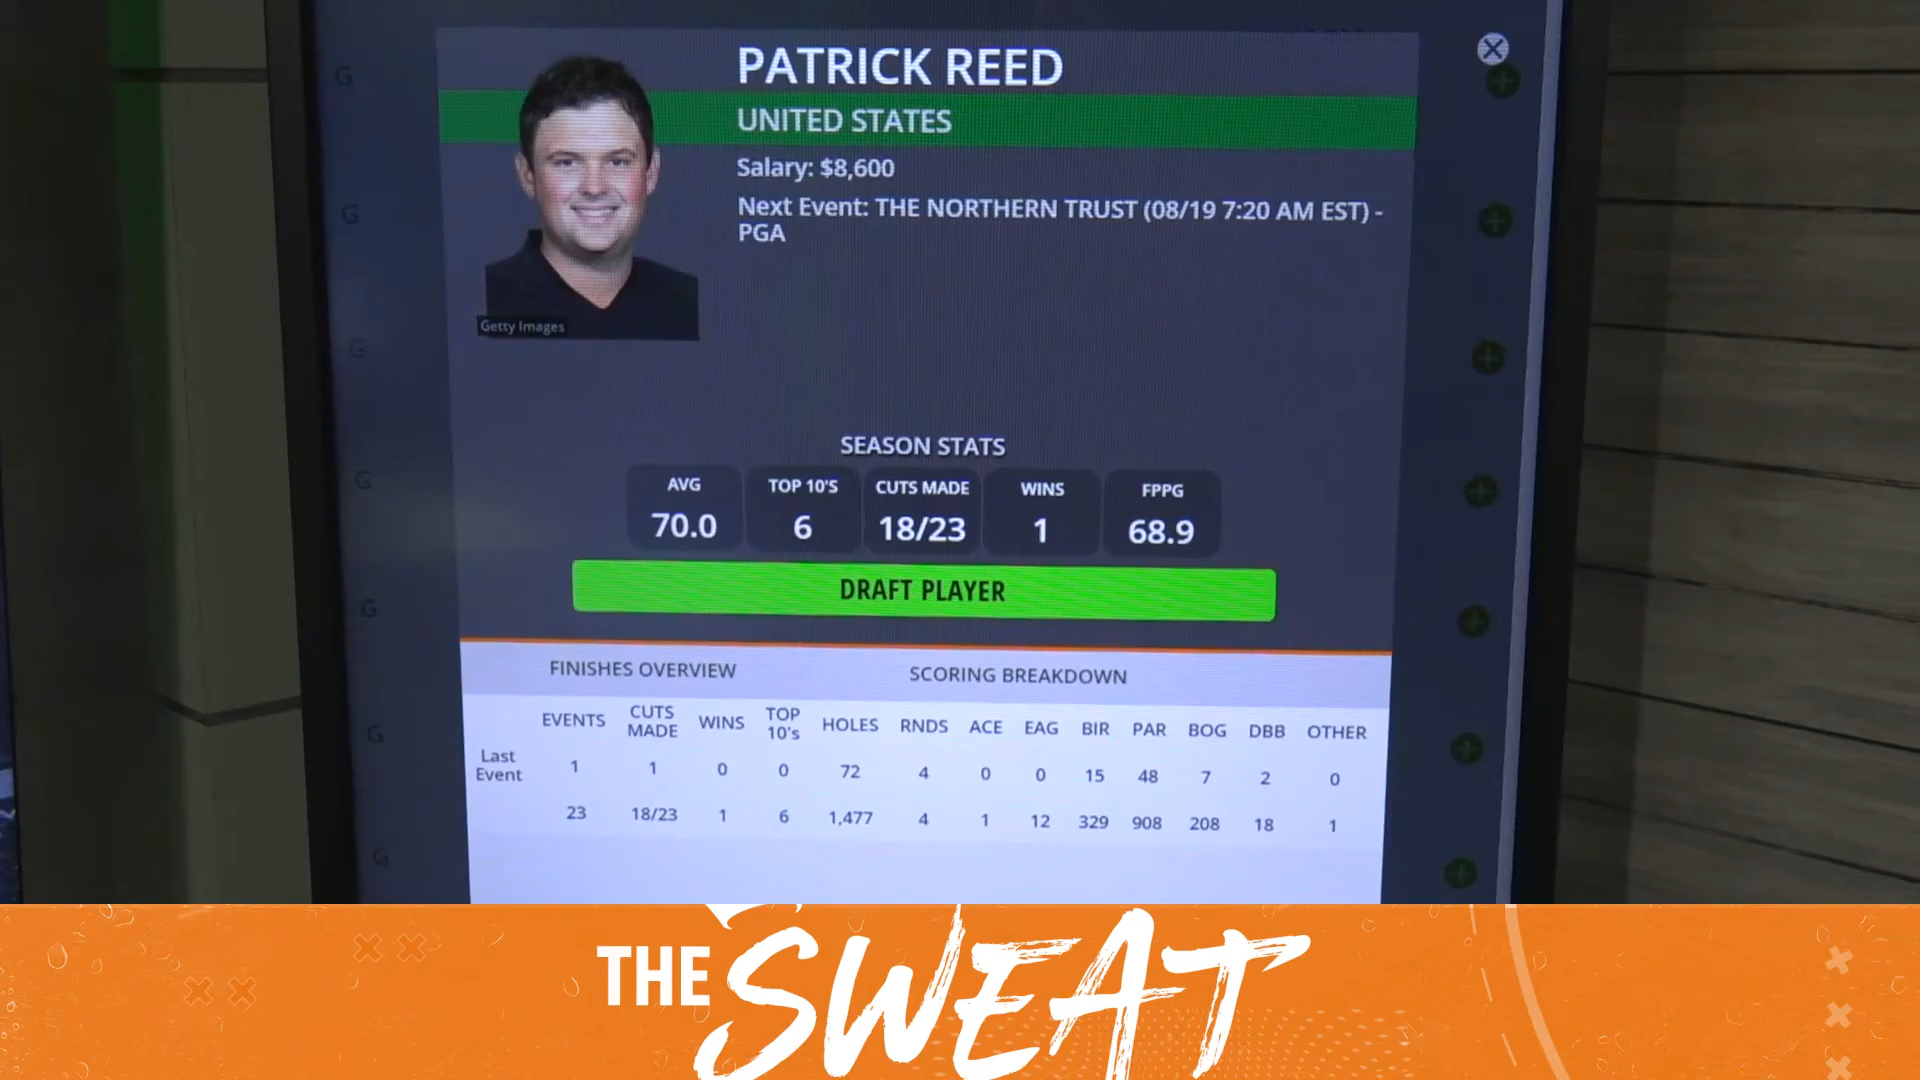 PATRICK REED
UNITED STATES
Salary: $8,600
Next Event: THE NORTHERN TRUST (08/19 7:20 AM EST) -
PGA
Getty Images
G
G
G
G
G
G
G
SEASON STATS
AVG TOP 10'S CUTS MADE WINS FPPG
70.0 6 18/23 1 68.9
DRAFT PLAYER
FINISHES OVERVIEW SCORING BREAKDOWN
EVENTS CUTS MADE WINS TOP 10's HOLES RNDS ACE EAG BIR PAR BOG DBB OTHER
Last Event 1 1 0 0 72 4 0 0 15 48 7 2 0
23 18/23 1 6 1,477 4 1 12 329 908 208 18 1
THE SWEAT